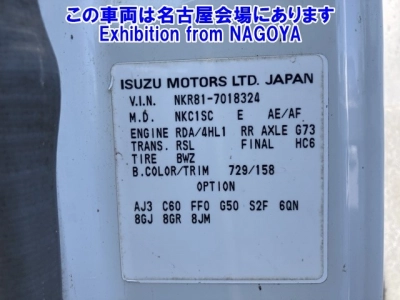 この車両は名古屋会場にあります
Exhibition from NAGOYA
ISUZU MOTORS LTD. JAPAN
V.I.N. NKR81-7018324
M.D. NKC1SC E AE/AF
ENGINE RDA/4HL1 RR AXLE G73
TRANS. RSL FINAL HC6
TIRE BWZ
B.COLOR/TRIM 729/158
OPTION
AJ3 C60 FF0 G50 S2F 6QN
8GJ 8GR 8JM